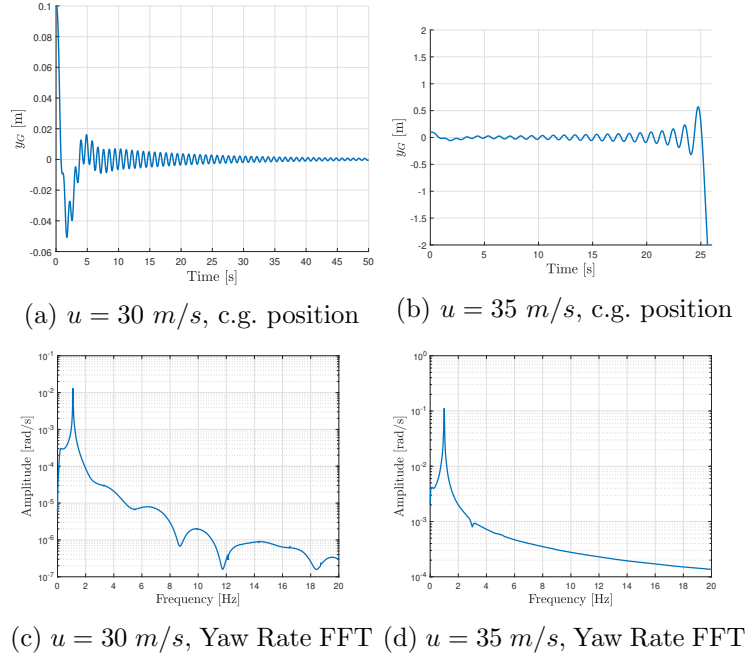 0.1
0.08
0.06
0.04
0.02
0
-0.02
-0.04
-0.06
y_G [m]
0 5 10 15 20 25 30 35 40 45 50
Time [s]
(a) u = 30 m/s, c.g. position
2
1.5
1
0.5
0
-0.5
-1
-1.5
-2
y_G [m]
0 5 10 15 20 25
Time [s]
(b) u = 35 m/s, c.g. position
10^-1
10^-2
10^-3
10^-4
10^-5
10^-6
10^-7
Amplitude [rad/s]
0 2 4 6 8 10 12 14 16 18 20
Frequency [Hz]
(c) u = 30 m/s, Yaw Rate FFT
10^0
10^-1
10^-2
10^-3
10^-4
Amplitude [rad/s]
0 2 4 6 8 10 12 14 16 18 20
Frequency [Hz]
(d) u = 35 m/s, Yaw Rate FFT